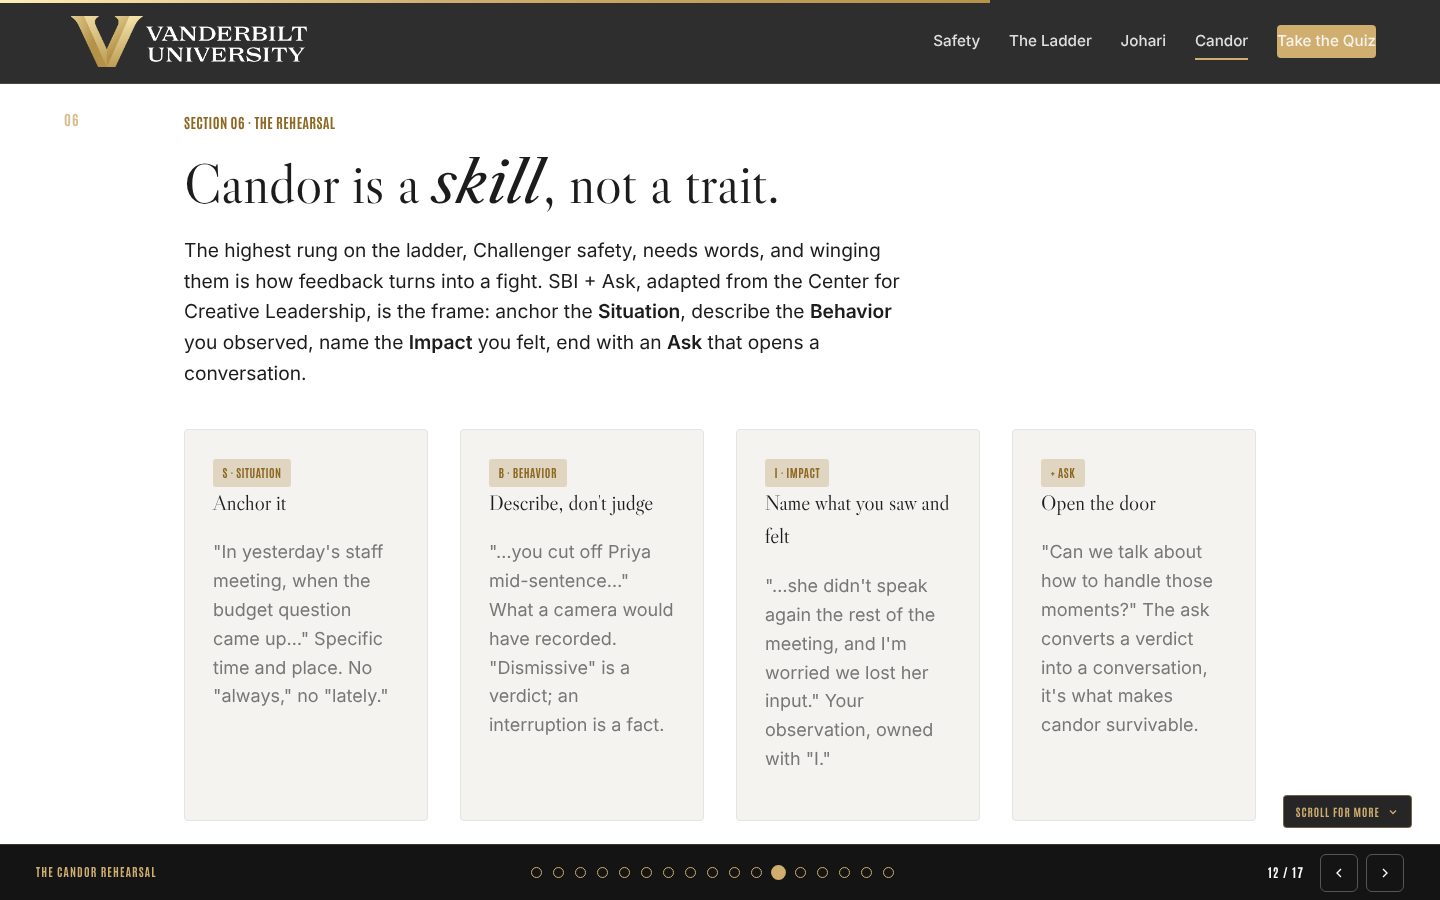 VANDERBILT
UNIVERSITY
Safety
The Ladder
Johari
Candor
Take the Quiz
06
SECTION 06 · THE REHEARSAL
Candor is a skill, not a trait.
The highest rung on the ladder, Challenger safety, needs words, and winging
them is how feedback turns into a fight. SBI + Ask, adapted from the Center for
Creative Leadership, is the frame: anchor the Situation, describe the Behavior
you observed, name the Impact you felt, end with an Ask that opens a
conversation.
S · SITUATION
Anchor it
"In yesterday's staff
meeting, when the
budget question
came up..." Specific
time and place. No
"always," no "lately."
B · BEHAVIOR
Describe, don't judge
"...you cut off Priya
mid-sentence..."
What a camera would
have recorded.
"Dismissive" is a
verdict; an
interruption is a fact.
I · IMPACT
Name what you saw and
felt
"...she didn't speak
again the rest of the
meeting, and I'm
worried we lost her
input." Your
observation, owned
with "I."
+ ASK
Open the door
"Can we talk about
how to handle those
moments?" The ask
converts a verdict
into a conversation,
it's what makes
candor survivable.
SCROLL FOR MORE
THE CANDOR REHEARSAL
12 / 17